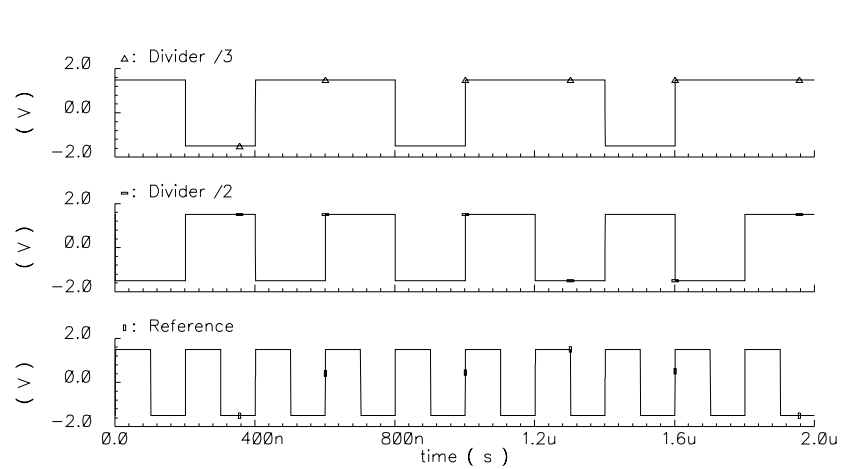 △: Divider /3
2.0
0.0
−2.0
( V )
▭: Divider /2
2.0
0.0
−2.0
( V )
▯: Reference
2.0
0.0
−2.0
( V )
0.0 400n 800n 1.2u 1.6u 2.0u
time ( s )